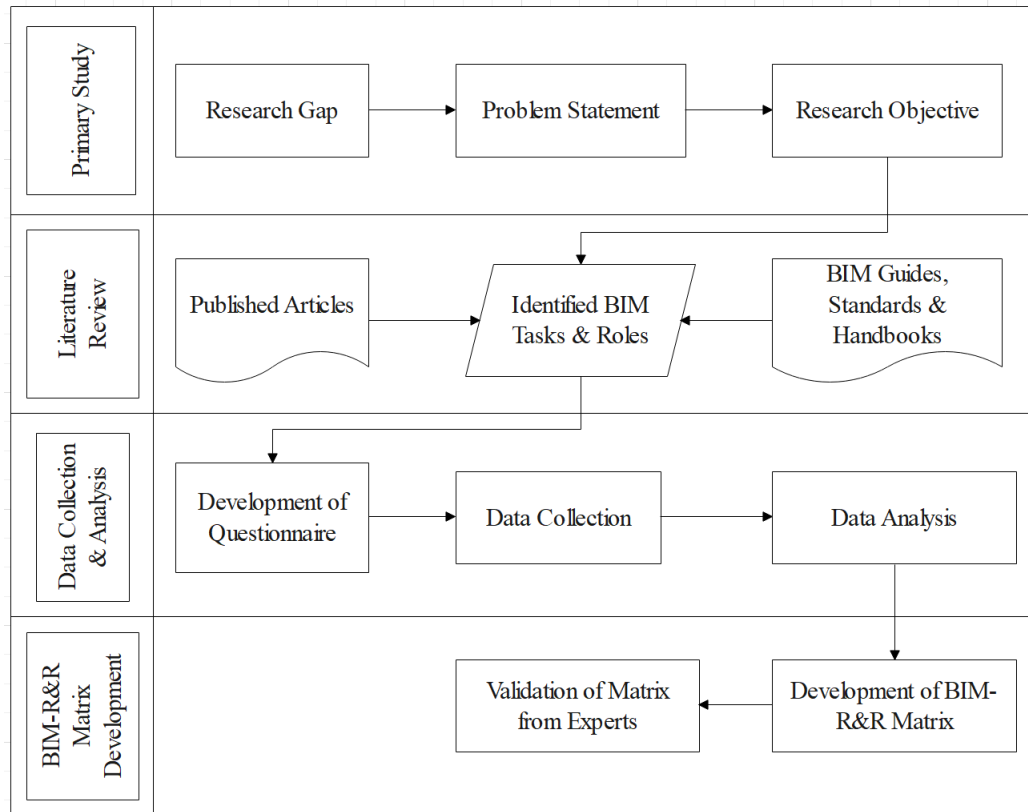 Primary Study
Research Gap
Problem Statement
Research Objective
Literature
Review
Published Articles
Identified BIM
Tasks & Roles
BIM Guides,
Standards &
Handbooks
Data Collection
& Analysis
Development of
Questionnaire
Data Collection
Data Analysis
BIM-R&R
Matrix
Development
Validation of Matrix
from Experts
Development of BIM-
R&R Matrix